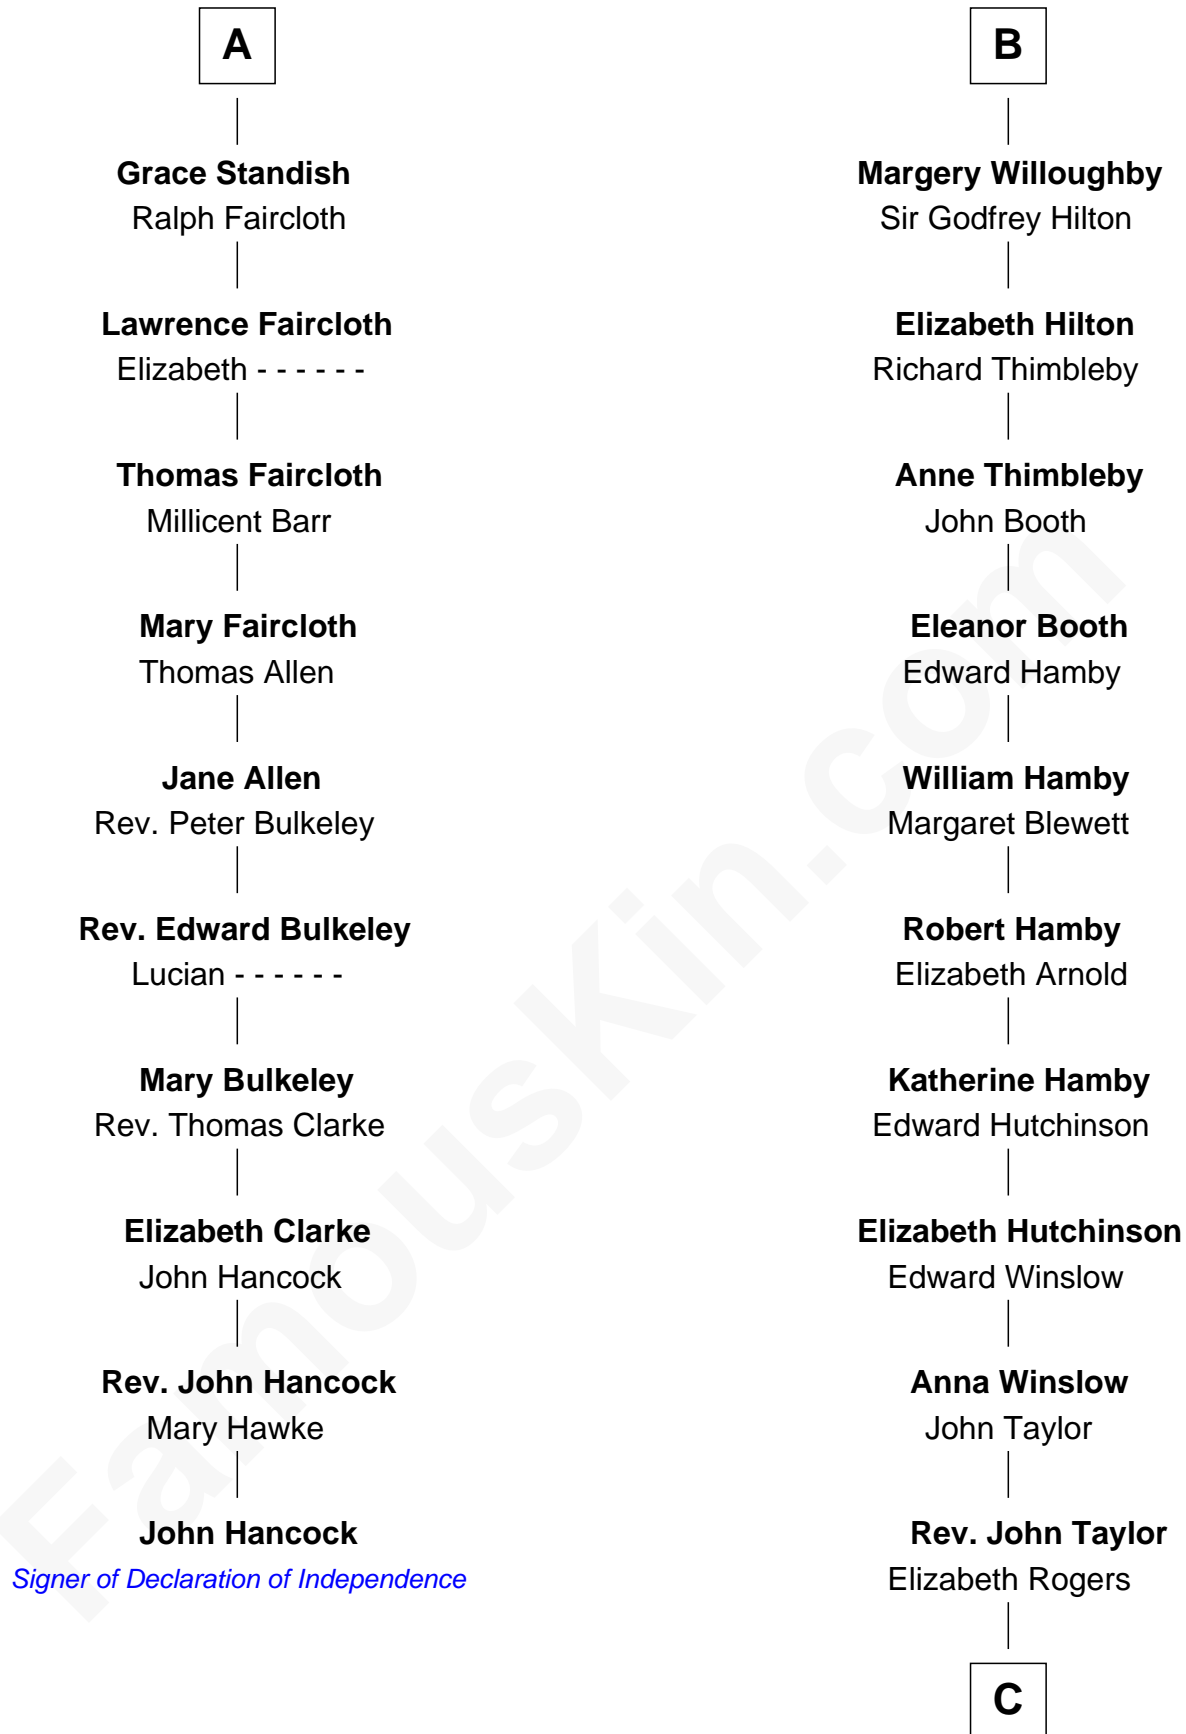 A
Grace Standish
Ralph Faircloth
Lawrence Faircloth
Elizabeth - - - - - -
Thomas Faircloth
Millicent Barr
Mary Faircloth
Thomas Allen
Jane Allen
Rev. Peter Bulkeley
Rev. Edward Bulkeley
Lucian - - - - - -
Mary Bulkeley
Rev. Thomas Clarke
Elizabeth Clarke
John Hancock
Rev. John Hancock
Mary Hawke
John Hancock
Signer of Declaration of Independence
B
Margery Willoughby
Sir Godfrey Hilton
Elizabeth Hilton
Richard Thimbleby
Anne Thimbleby
John Booth
Eleanor Booth
Edward Hamby
William Hamby
Margaret Blewett
Robert Hamby
Elizabeth Arnold
Katherine Hamby
Edward Hutchinson
Elizabeth Hutchinson
Edward Winslow
Anna Winslow
John Taylor
Rev. John Taylor
Elizabeth Rogers
C
FamousKin.com